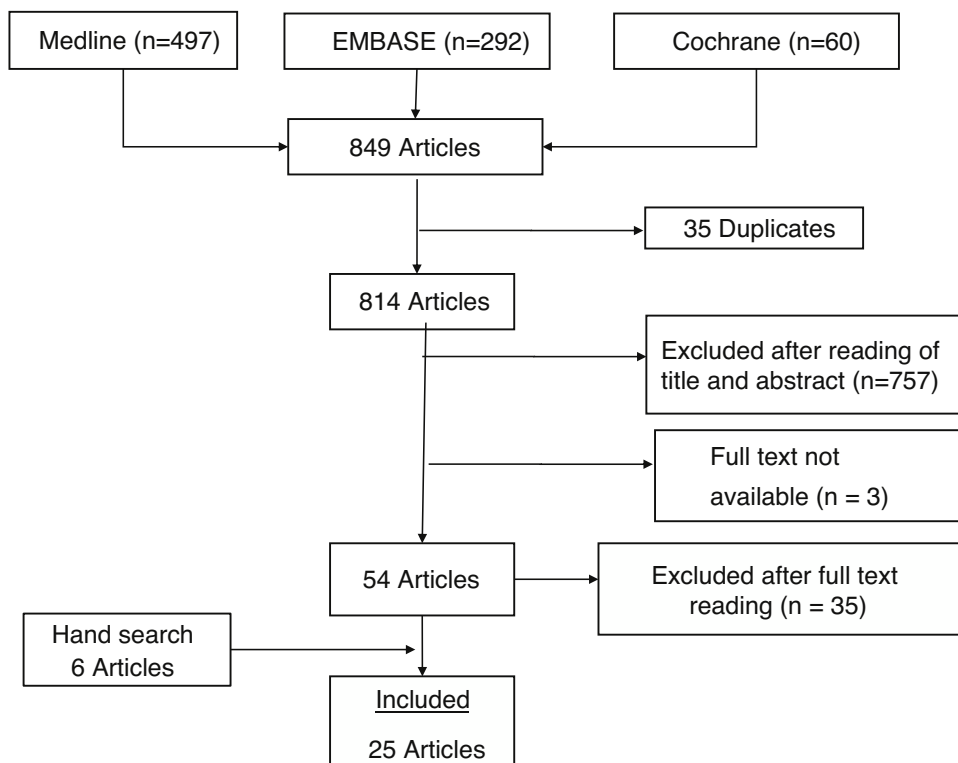 Medline (n=497)
EMBASE (n=292)
Cochrane (n=60)
849 Articles
35 Duplicates
814 Articles
Excluded after reading of
title and abstract (n=757)
Full text not
available (n = 3)
54 Articles
Excluded after full text
reading (n = 35)
Hand search
6 Articles
Included
25 Articles